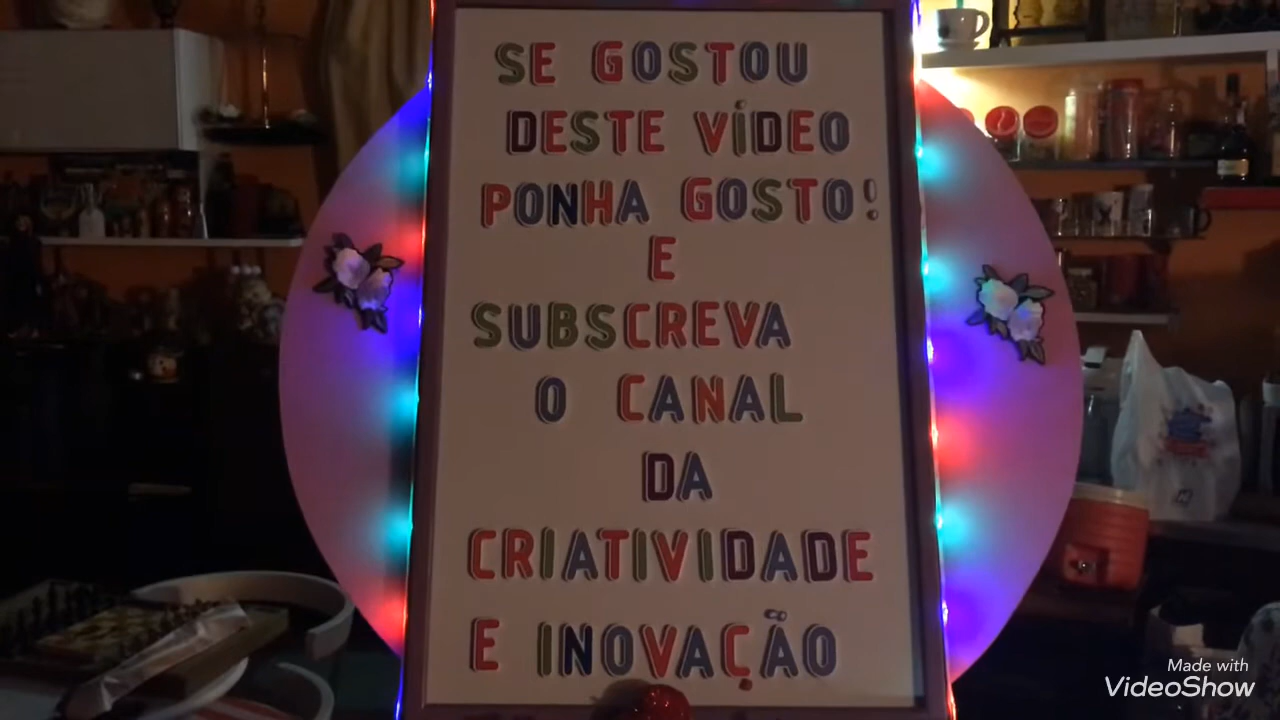 SE GOSTOU
DESTE VÍDEO
PONHA GOSTO!
E
SUBSCREVA
O CANAL
DA
CRIATIVIDADE
E INOVAÇÃO
Made with
VideoShow